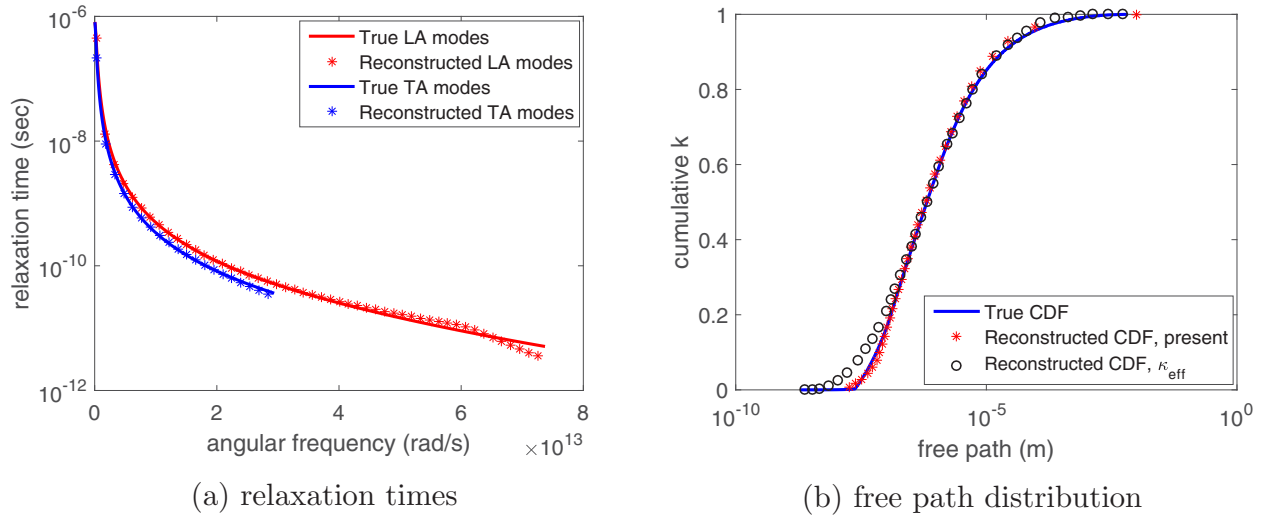 10^-6
10^-8
10^-10
10^-12
relaxation time (sec)
True LA modes
Reconstructed LA modes
True TA modes
Reconstructed TA modes
0
2
4
6
8
×10^13
angular frequency (rad/s)
(a) relaxation times
1
0.8
0.6
0.4
0.2
0
cumulative k
True CDF
Reconstructed CDF, present
Reconstructed CDF, κ_eff
10^-10
10^-5
10^0
free path (m)
(b) free path distribution